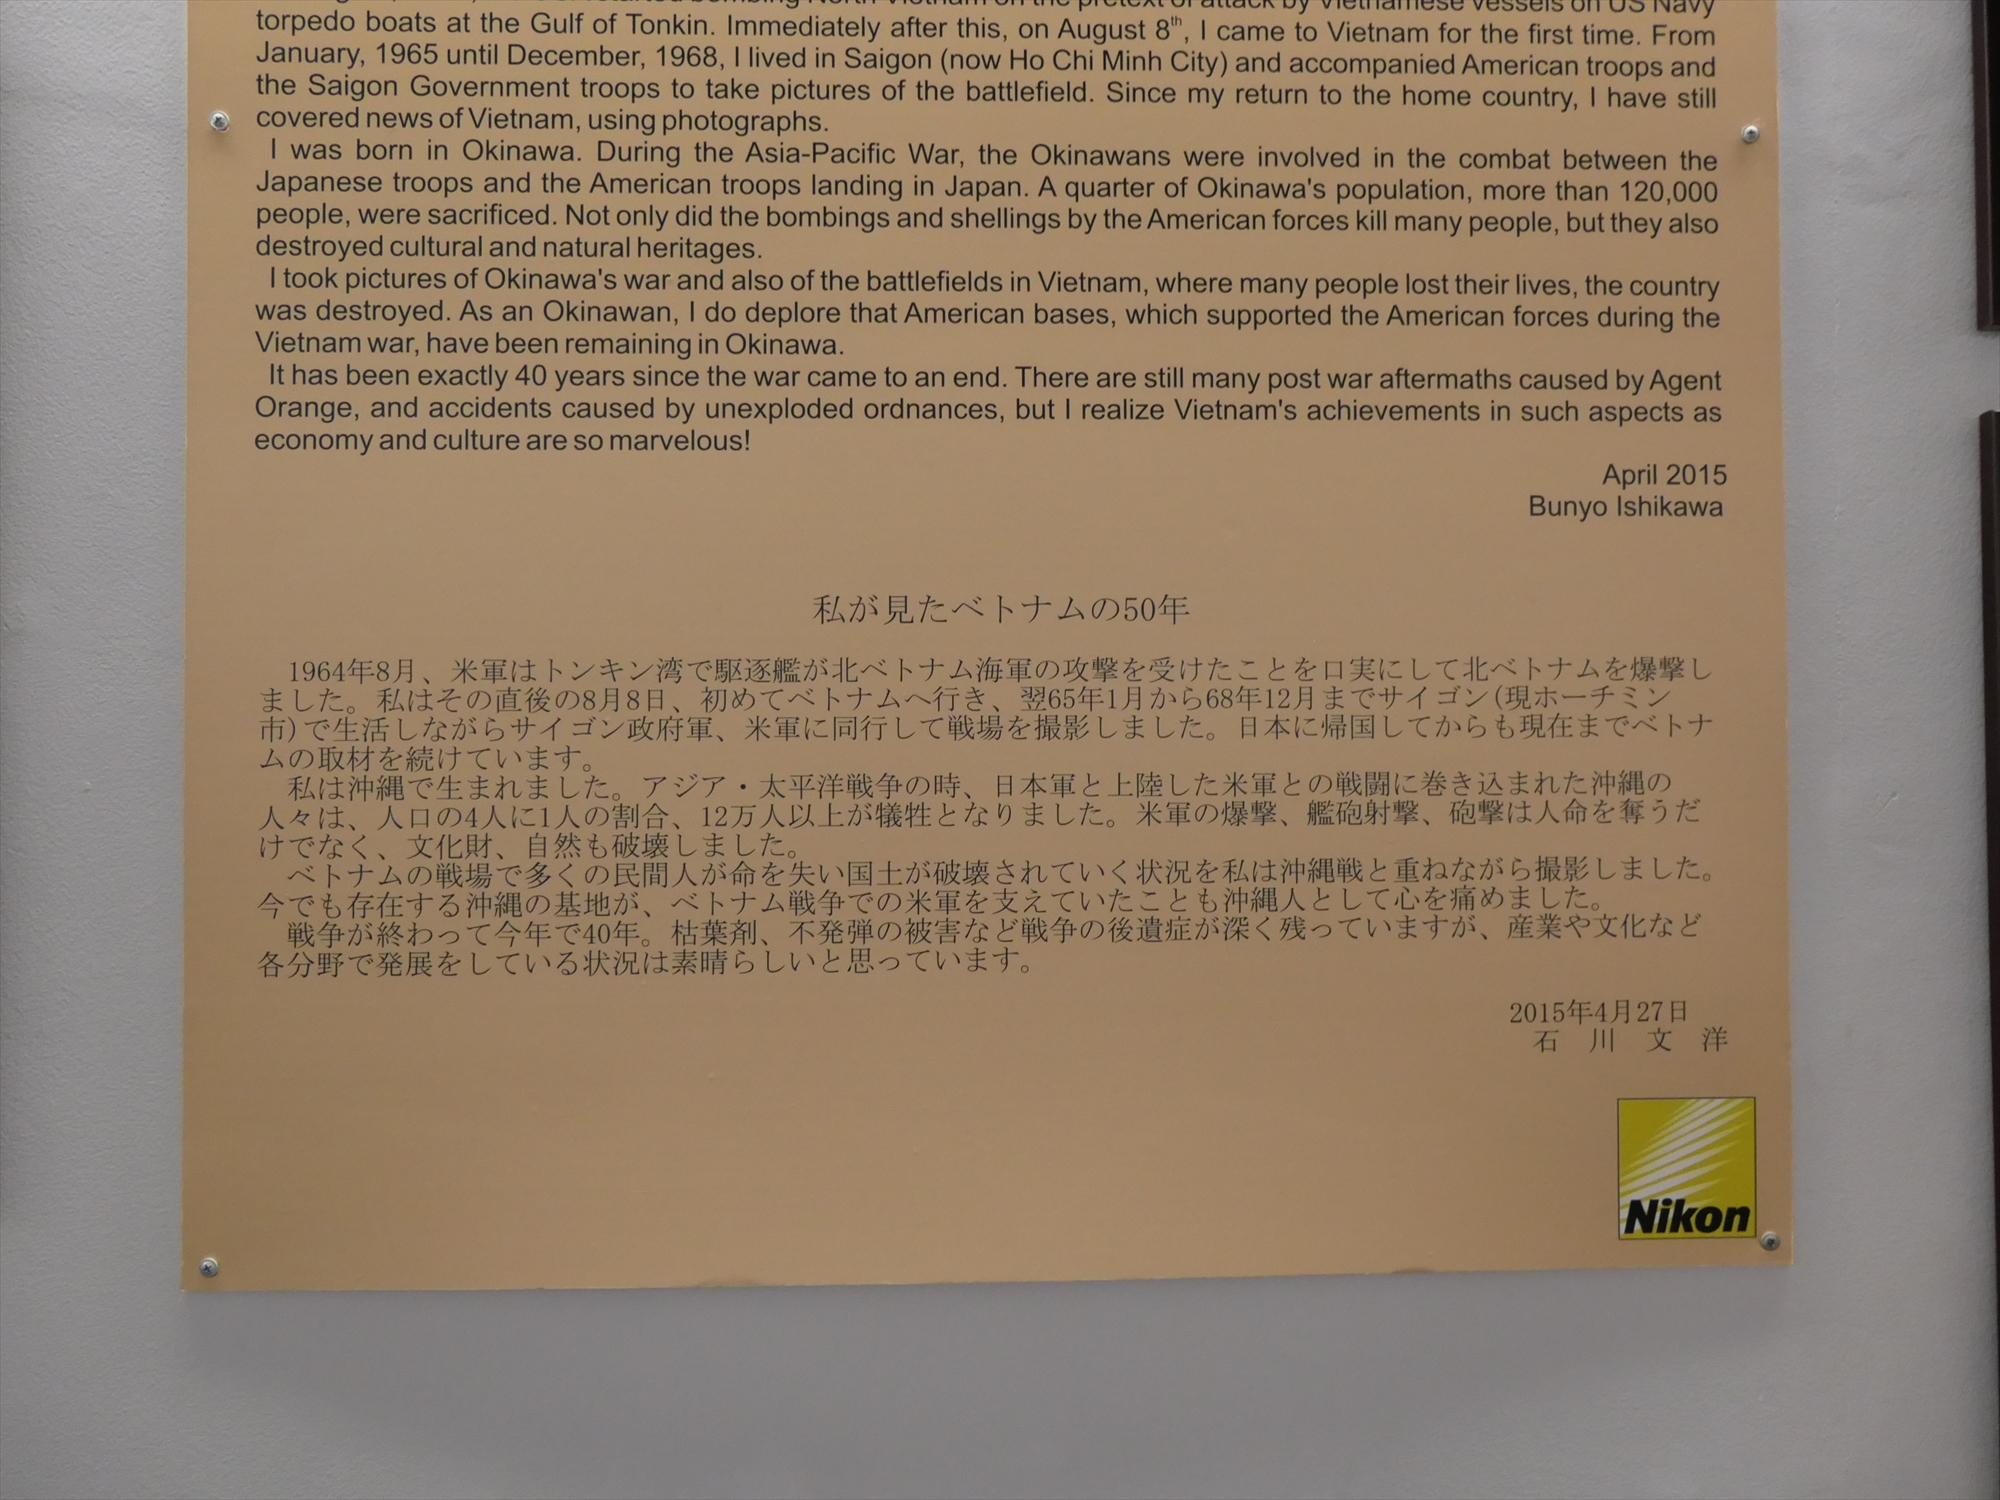 started bombing North Vietnam on the pretext of attack by Vietnamese vessels on US Navy
torpedo boats at the Gulf of Tonkin. Immediately after this, on August 8th, I came to Vietnam for the first time. From
January, 1965 until December, 1968, I lived in Saigon (now Ho Chi Minh City) and accompanied American troops and
the Saigon Government troops to take pictures of the battlefield. Since my return to the home country, I have still
covered news of Vietnam, using photographs.
I was born in Okinawa. During the Asia-Pacific War, the Okinawans were involved in the combat between the
Japanese troops and the American troops landing in Japan. A quarter of Okinawa's population, more than 120,000
people, were sacrificed. Not only did the bombings and shellings by the American forces kill many people, but they also
destroyed cultural and natural heritages.
I took pictures of Okinawa's war and also of the battlefields in Vietnam, where many people lost their lives, the country
was destroyed. As an Okinawan, I do deplore that American bases, which supported the American forces during the
Vietnam war, have been remaining in Okinawa.
It has been exactly 40 years since the war came to an end. There are still many post war aftermaths caused by Agent
Orange, and accidents caused by unexploded ordnances, but I realize Vietnam's achievements in such aspects as
economy and culture are so marvelous!
April 2015
Bunyo Ishikawa
私が見たベトナムの50年
1964年8月、米軍はトンキン湾で駆逐艦が北ベトナム海軍の攻撃を受けたことを口実にして北ベトナムを爆撃し
ました。私はその直後の8月8日、初めてベトナムへ行き、翌65年1月から68年12月までサイゴン(現ホーチミン
市)で生活しながらサイゴン政府軍、米軍に同行して戦場を撮影しました。日本に帰国してからも現在までベトナ
ムの取材を続けています。
私は沖縄で生まれました。アジア・太平洋戦争の時、日本軍と上陸した米軍との戦闘に巻き込まれた沖縄の
人々は、人口の4人に1人の割合、12万人以上が犠牲となりました。米軍の爆撃、艦砲射撃、砲撃は人命を奪うだ
けでなく、文化財、自然も破壊しました。
ベトナムの戦場で多くの民間人が命を失い国土が破壊されていく状況を私は沖縄戦と重ねながら撮影しました。
今でも存在する沖縄の基地が、ベトナム戦争での米軍を支えていたことも沖縄人として心を痛めました。
戦争が終わって今年で40年。枯葉剤、不発弾の被害など戦争の後遺症が深く残っていますが、産業や文化など
各分野で発展をしている状況は素晴らしいと思っています。
2015年4月27日
石 川 文 洋
Nikon